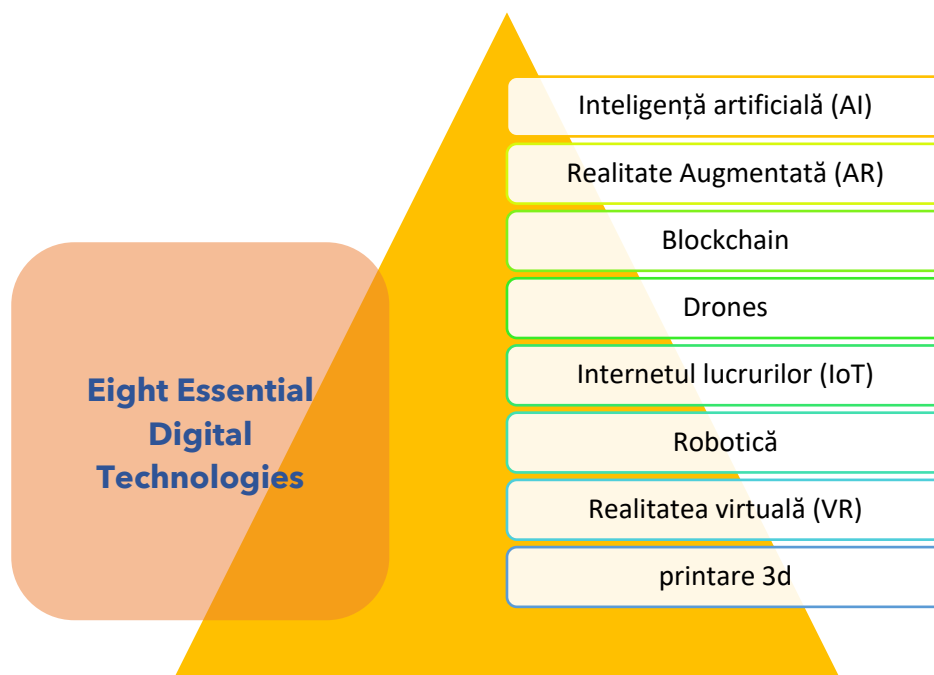 Inteligență artificială (AI)
Realitate Augmentată (AR)
Blockchain
Drones
Internetul lucrurilor (IoT)
Robotică
Realitatea virtuală (VR)
printare 3d
Eight Essential
Digital
Technologies